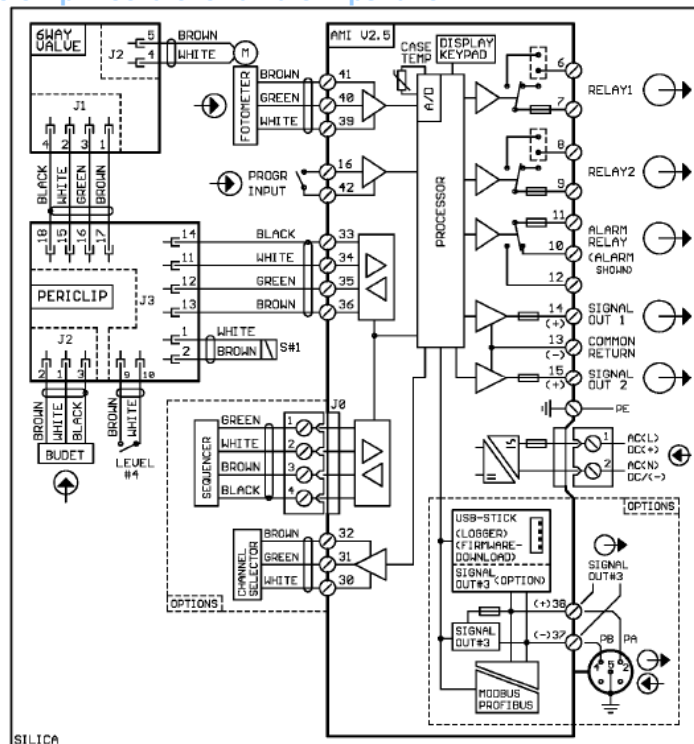 6WAY
VALVE
J2
5
4
BROWN
WHITE
M
J1
4
2
3
1
BLACK
WHITE
GREEN
BROWN
18
15
16
17
PERICLIP
J3
14
11
12
13
1
2
BLACK
WHITE
GREEN
BROWN
33
34
35
36
WHITE
BROWN
S#1
J2
2
1
3
9
10
BROWN
WHITE
BLACK
BROWN
WHITE
BUDET
LEVEL
#4
FOTOMETER
BROWN
GREEN
WHITE
41
40
39
PROGR
INPUT
16
42
AMI V2.5
CASE
TEMP
DISPLAY
KEYPAD
A/D
PROCESSOR
6
7
RELAY1
8
9
RELAY2
11
10
12
ALARM
RELAY
(ALARM
SHOWN)
14
(+)
SIGNAL
OUT 1
13
(-)
COMMON
RETURN
15
(+)
SIGNAL
OUT 2
PE
1
2
AC(L)
DC(+)
AC(N)
DC/(-)
SEQUENCER
GREEN
WHITE
BROWN
BLACK
J0
1
2
3
4
CHANNEL
SELECTOR
BROWN
GREEN
WHITE
32
31
30
OPTIONS
OPTIONS
USB-STICK
(LOGGER)
(FIRMWARE-
DOWNLOAD)
SIGNAL
OUT#3 (OPTION)
SIGNAL
OUT#3
SIGNAL
OUT#3
(+)38
(-)37
PB
PA
4
5
2
MODBUS
PROFIBUS
SILICA